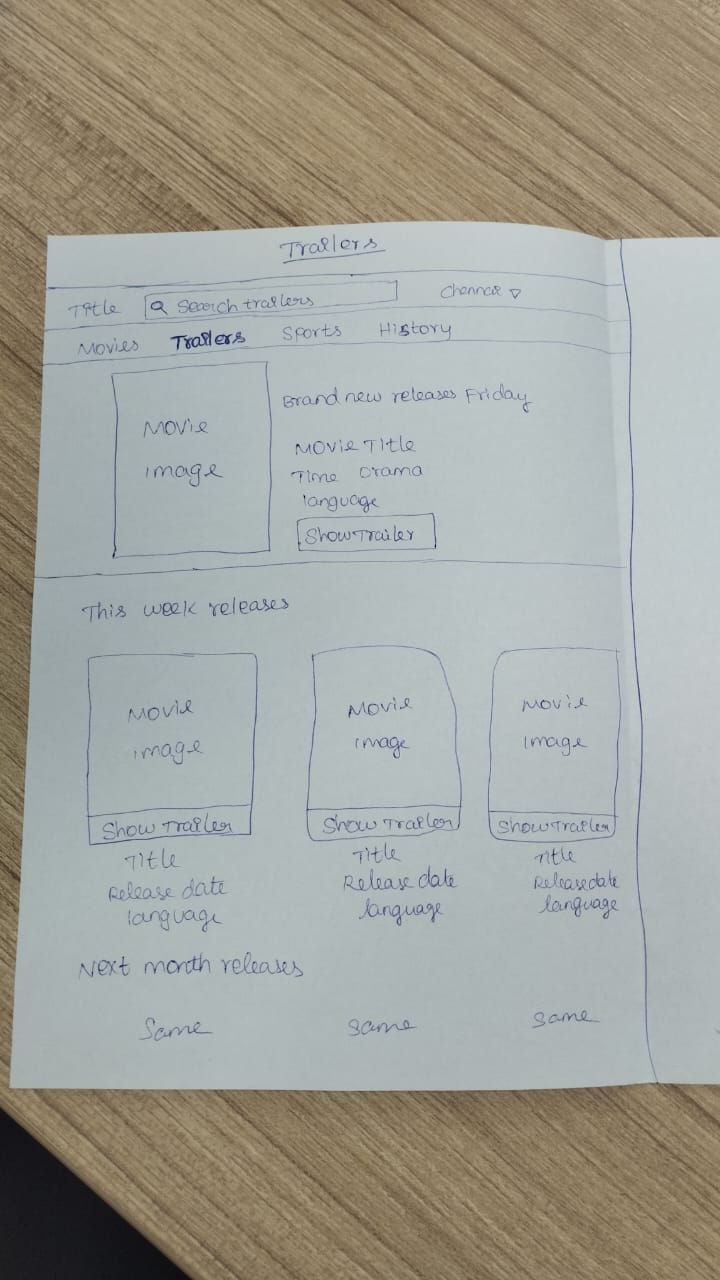 Trailers
Title Search trailers Chennai
Movies Trailers Sports History
Movie
image
Brand new releases Friday
Movie Title
Time Drama
language
Show Trailer
This week releases
Movie
image
Show Trailer
Title
Release date
language
Movie
image
Show Trailer
Title
Release date
language
Movie
image
Show Trailer
Title
Release date
language
Next month releases
Same Same Same